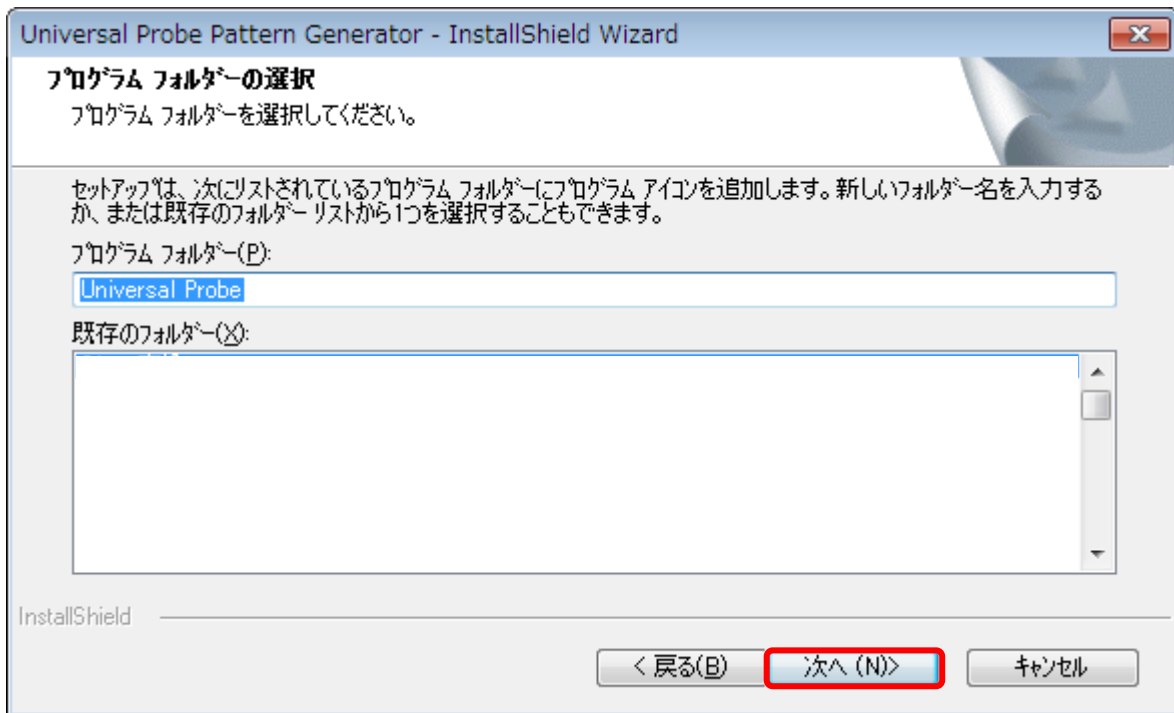 Universal Probe Pattern Generator - InstallShield Wizard
プログラム フォルダーの選択
プログラム フォルダーを選択してください。
セットアップは、次にリストされているプログラム フォルダーにプログラム アイコンを追加します。新しいフォルダー名を入力する
か、または既存のフォルダー リストから1つを選択することもできます。
プログラム フォルダー(P):
Universal Probe
既存のフォルダー(X):
InstallShield
< 戻る(B)
次へ (N)>
キャンセル